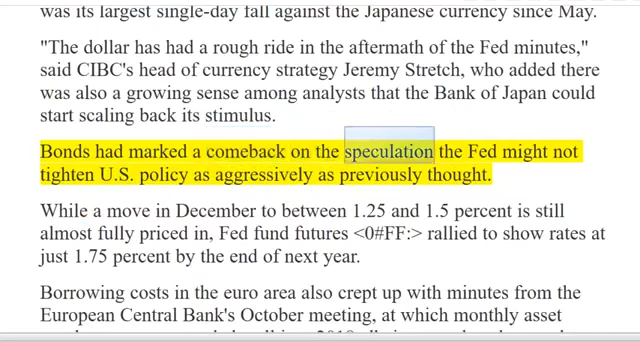 was its largest single-day fall against the Japanese currency since May.
"The dollar has had a rough ride in the aftermath of the Fed minutes,"
said CIBC's head of currency strategy Jeremy Stretch, who added there
was also a growing sense among analysts that the Bank of Japan could
start scaling back its stimulus.
Bonds had marked a comeback on the speculation the Fed might not
tighten U.S. policy as aggressively as previously thought.
While a move in December to between 1.25 and 1.5 percent is still
almost fully priced in, Fed fund futures <0#FF:> rallied to show rates at
just 1.75 percent by the end of next year.
Borrowing costs in the euro area also crept up with minutes from the
European Central Bank's October meeting, at which monthly asset